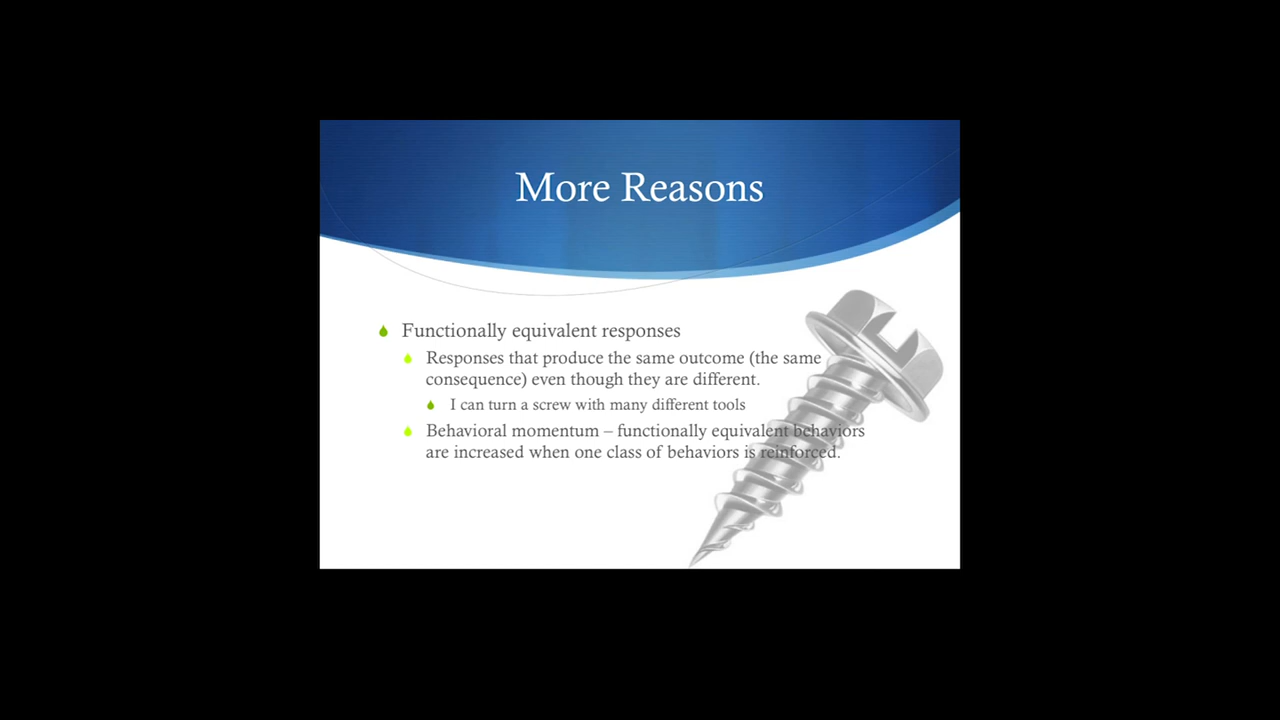 More Reasons
Functionally equivalent responses
Responses that produce the same outcome (the same
consequence) even though they are different.
I can turn a screw with many different tools
Behavioral momentum – functionally equivalent behaviors
are increased when one class of behaviors is reinforced.